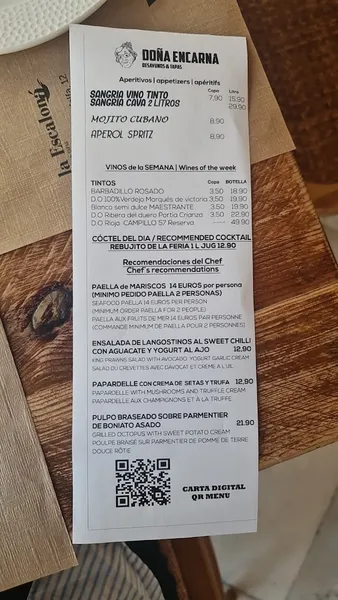 DOÑA ENCARNA
DESAYUNOS & TAPAS
Aperitivos | appetizers | apéritifs
Copa Litro
SANGRIA VINO TINTO 7,90 15,90
SANGRIA CAVA 2 LITROS 29,90
MOJITO CUBANO 8,90
APEROL SPRITZ 8,90
VINOS de la SEMANA | Wines of the week
TINTOS Copa BOTELLA
BARBADILLO ROSADO 3,50 18,90
D.O 100%Verdejo Marqués de victoria 3,50 19,90
Blanco semi dulce MAESTRANTE 3,50 19,90
D.O Ribera del duera Portia Crianza 3,50 22,90
D.O Rioja CAMPILLO 57 Reserva ---- 49,90
CÓCTEL DEL DIA / RECOMMENDED COCKTAIL
REBUJITO DE LA FERIA 1 L JUG 12.90
Recomendaciones del Chef
Chef's recommendations
PAELLA de MARISCOS 14 EUROS por persona
(MINIMO PEDIDO PAELLA 2 PERSONAS)
SEAFOOD PAELLA 14 EUROS PER PERSON
(MINIMUM ORDER PAELLA FOR 2 PEOPLE)
PAELLA AUX FRUITS DE MER 14 EUROS PAR PERSONNE
(COMMANDE MINIMUM DE PAELLA POUR 2 PERSONNES)
ENSALADA DE LANGOSTINOS AL SWEET CHILLI
CON AGUACATE Y YOGURT AL AJO 12,90
KING PRAWNS SALAD WITH AVOCADO, YOGURT GARLIC CREAM
SALAD DU CREVETTES AVEC D'AVOCAT ET CREME A L'AIL
PAPARDELLE CON CREMA DE SETAS Y TRUFA 12,90
PAPARDELLE WITH MUSHROOMS AND TRUFFLE CREAM
PAPARDELLE AUX CHAMPIGNONS ET À LA TRUFFE
PULPO BRASEADO SOBRE PARMENTIER
DE BONIATO ASADO 21.90
GRILLED OCTOPUS WITH SWEET POTATO CREAM
POULPE BRAISÉ SUR PARMENTIER DE POMME DE TERRE
DOUCE RÔTIE
CARTA DIGITAL
QR MENU
la Escaloná